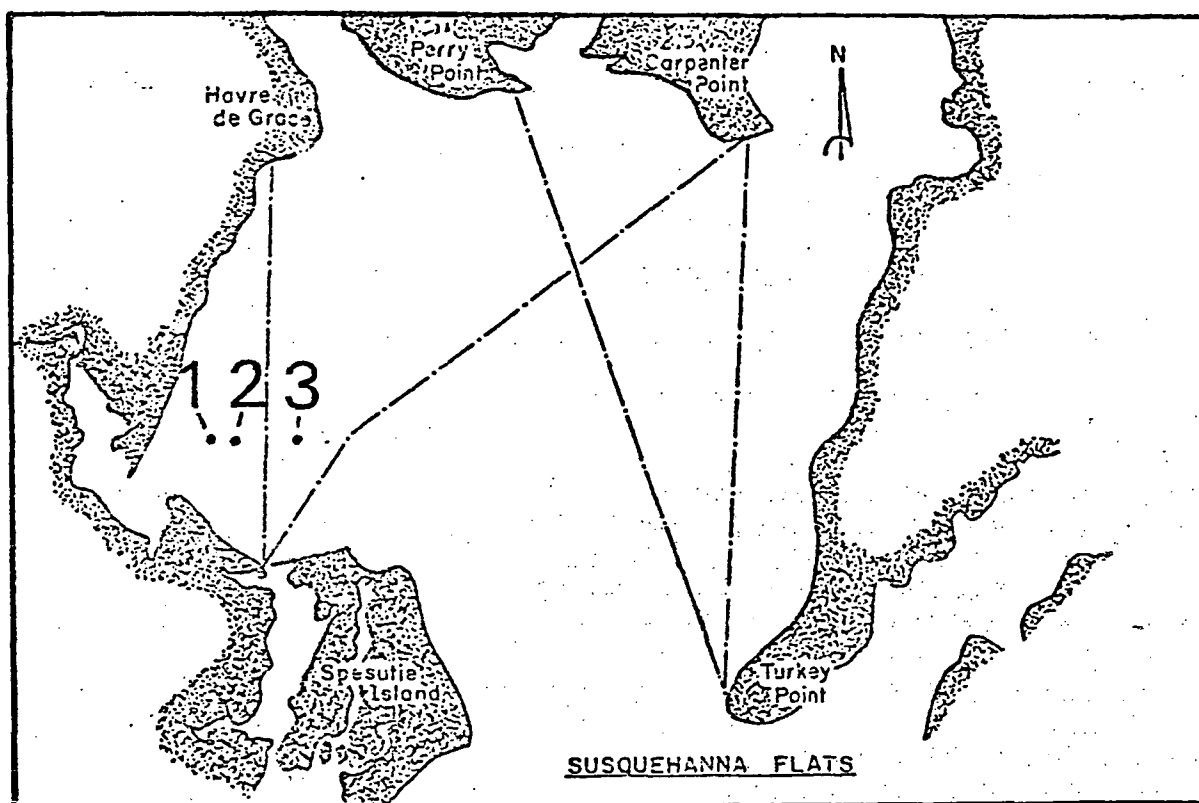 Perry
Point
Carpenter
Point
N
Havre
de Grace
1 2 3
Spesutie
Island
Turkey
Point
SUSQUEHANNA FLATS